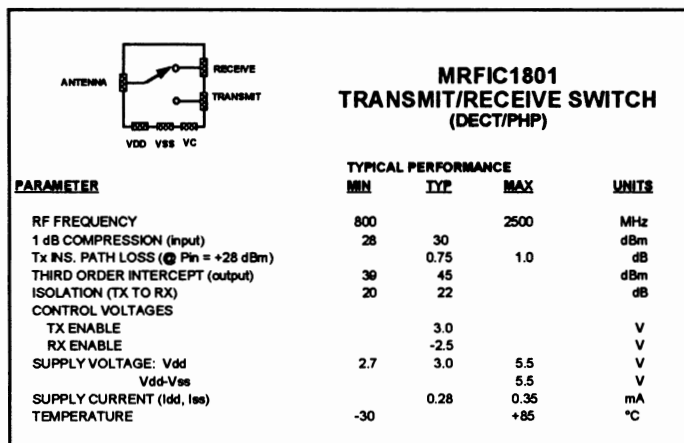 ANTENNA
RECEIVE
TRANSMIT
VDD VSS VC
MRFIC1801
TRANSMIT/RECEIVE SWITCH
(DECT/PHP)
TYPICAL PERFORMANCE
PARAMETER MIN TYP MAX UNITS
RF FREQUENCY 800 2500 MHz
1 dB COMPRESSION (input) 28 30 dBm
Tx INS. PATH LOSS (@ Pin = +28 dBm) 0.75 1.0 dB
THIRD ORDER INTERCEPT (output) 39 45 dBm
ISOLATION (TX TO RX) 20 22 dB
CONTROL VOLTAGES
TX ENABLE 3.0 V
RX ENABLE -2.5 V
SUPPLY VOLTAGE: Vdd 2.7 3.0 5.5 V
Vdd-Vss 5.5 V
SUPPLY CURRENT (Idd, Iss) 0.28 0.35 mA
TEMPERATURE -30 +85 °C